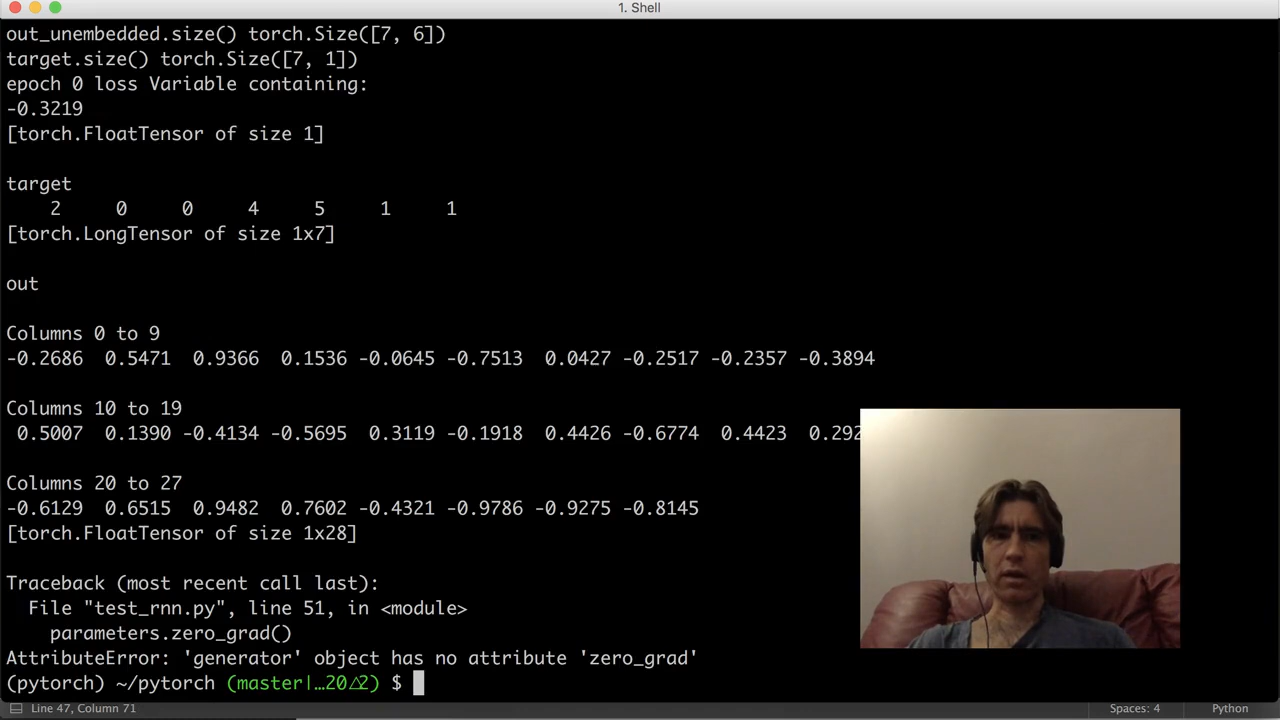 1. Shell
out_unembedded.size() torch.Size([7, 6])
target.size() torch.Size([7, 1])
epoch 0 loss Variable containing:
-0.3219
[torch.FloatTensor of size 1]
target
2 0 0 4 5 1 1
[torch.LongTensor of size 1x7]
out
Columns 0 to 9
-0.2686 0.5471 0.9366 0.1536 -0.0645 -0.7513 0.0427 -0.2517 -0.2357 -0.3894
Columns 10 to 19
0.5007 0.1390 -0.4134 -0.5695 0.3119 -0.1918 0.4426 -0.6774 0.4423 0.292
Columns 20 to 27
-0.6129 0.6515 0.9482 0.7602 -0.4321 -0.9786 -0.9275 -0.8145
[torch.FloatTensor of size 1x28]
Traceback (most recent call last):
File "test_rnn.py", line 51, in <module>
parameters.zero_grad()
AttributeError: 'generator' object has no attribute 'zero_grad'
(pytorch) ~/pytorch (master|…20△2) $
Line 47, Column 71 Spaces: 4 Python